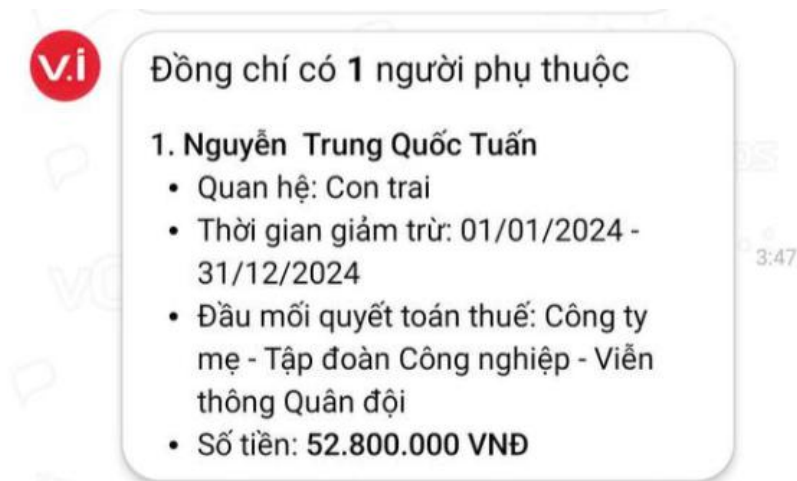 V.i
Đồng chí có 1 người phụ thuộc
1. Nguyễn Trung Quốc Tuấn
• Quan hệ: Con trai
• Thời gian giảm trừ: 01/01/2024 -
31/12/2024
• Đầu mối quyết toán thuế: Công ty
mẹ - Tập đoàn Công nghiệp - Viễn
thông Quân đội
• Số tiền: 52.800.000 VNĐ
3:47